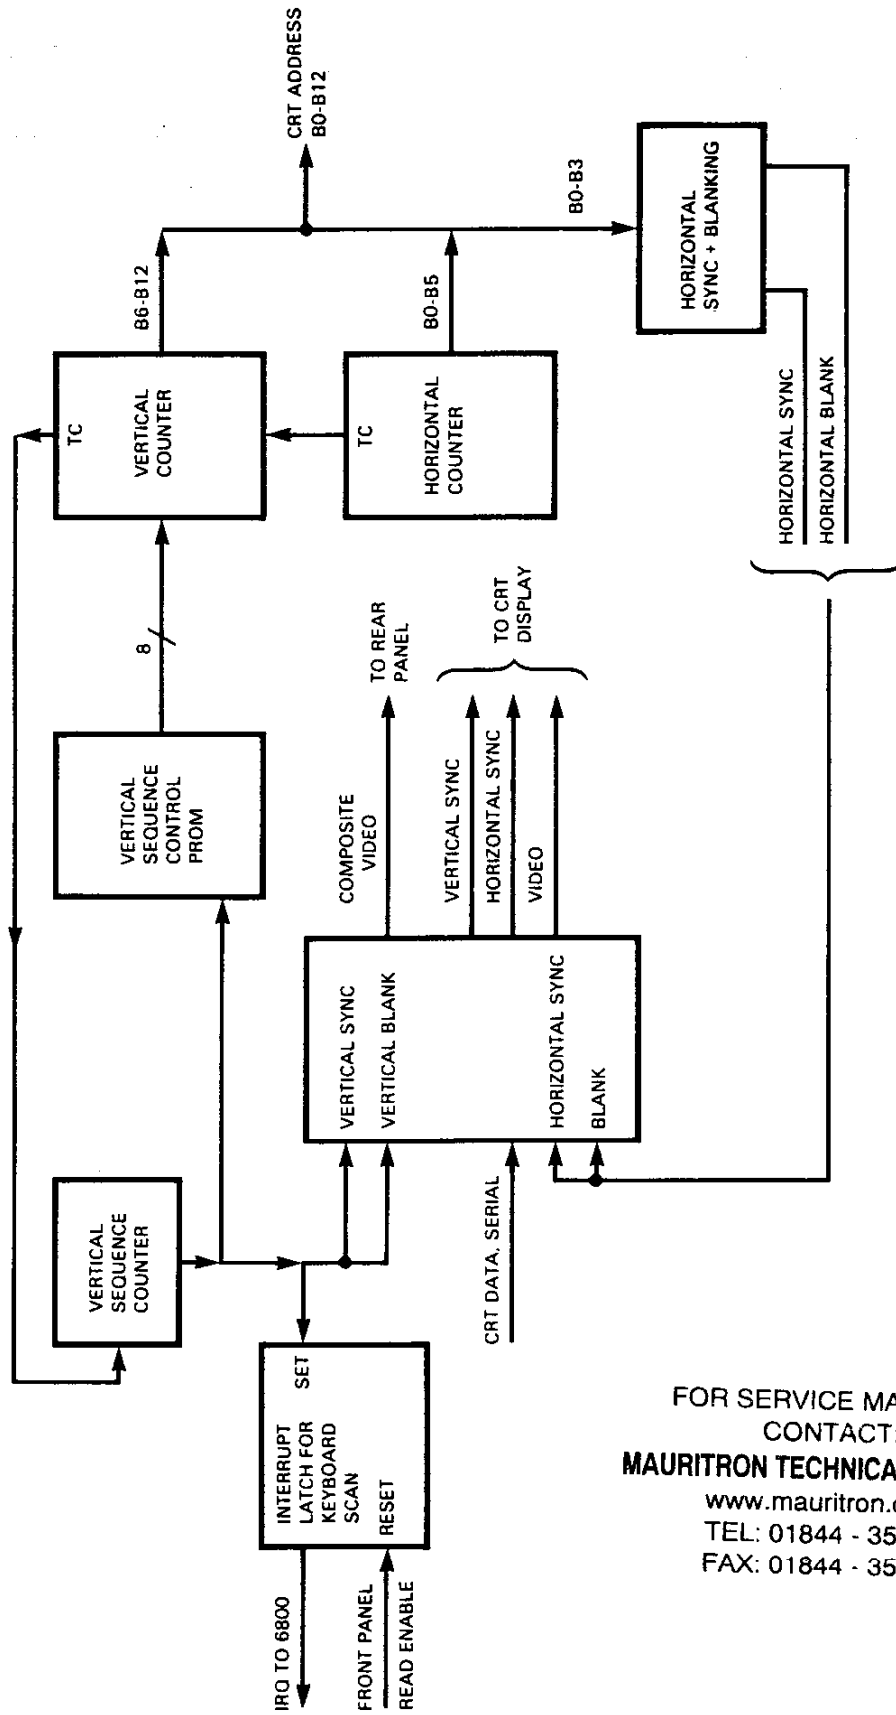 IRQ TO 6800
FRONT PANEL
READ ENABLE
INTERRUPT
LATCH FOR
KEYBOARD
SCAN
SET
RESET
VERTICAL
SEQUENCE
COUNTER
CRT DATA, SERIAL
VERTICAL SYNC
VERTICAL BLANK
HORIZONTAL SYNC
BLANK
VERTICAL
SEQUENCE
CONTROL
PROM
8
COMPOSITE
VIDEO
TO REAR
PANEL
VERTICAL SYNC
HORIZONTAL SYNC
VIDEO
TO CRT
DISPLAY
TC
VERTICAL
COUNTER
B6-B12
TC
HORIZONTAL
COUNTER
B0-B5
CRT ADDRESS
B0-B12
B0-B3
HORIZONTAL
SYNC + BLANKING
HORIZONTAL SYNC
HORIZONTAL BLANK
FOR SERVICE MA
CONTACT:
MAURITRON TECHNICA
www.mauritron.
TEL: 01844 - 35
FAX: 01844 - 35